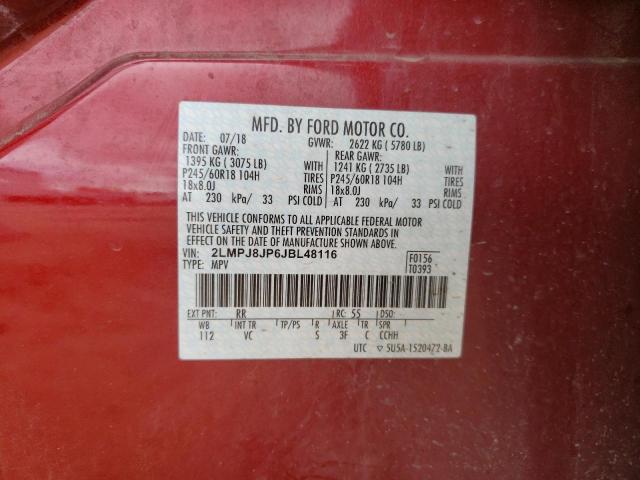 MFD. BY FORD MOTOR CO.
DATE: 07/18 GVWR: 2622 KG ( 5780 LB)
FRONT GAWR: REAR GAWR:
1395 KG ( 3075 LB) WITH 1241 KG ( 2735 LB) WITH
P245/60R18 104H TIRES P245/60R18 104H TIRES
18x8.0J RIMS 18x8.0J RIMS
AT 230 kPa/ 33 PSI COLD AT 230 kPa/ 33 PSI COLD
THIS VEHICLE CONFORMS TO ALL APPLICABLE FEDERAL MOTOR
VEHICLE SAFETY AND THEFT PREVENTION STANDARDS IN
EFFECT ON THE DATE OF MANUFACTURE SHOWN ABOVE.
VIN: 2LMPJ8JP6JBL48116 F0156
TYPE: MPV T0393
EXT PNT: RR RC: 55 DSO:
WB INT TR TP/PS R AXLE TR SPR
112 VC S 3F C CCHH
UTC ▽ 5U5A-1520472-BA